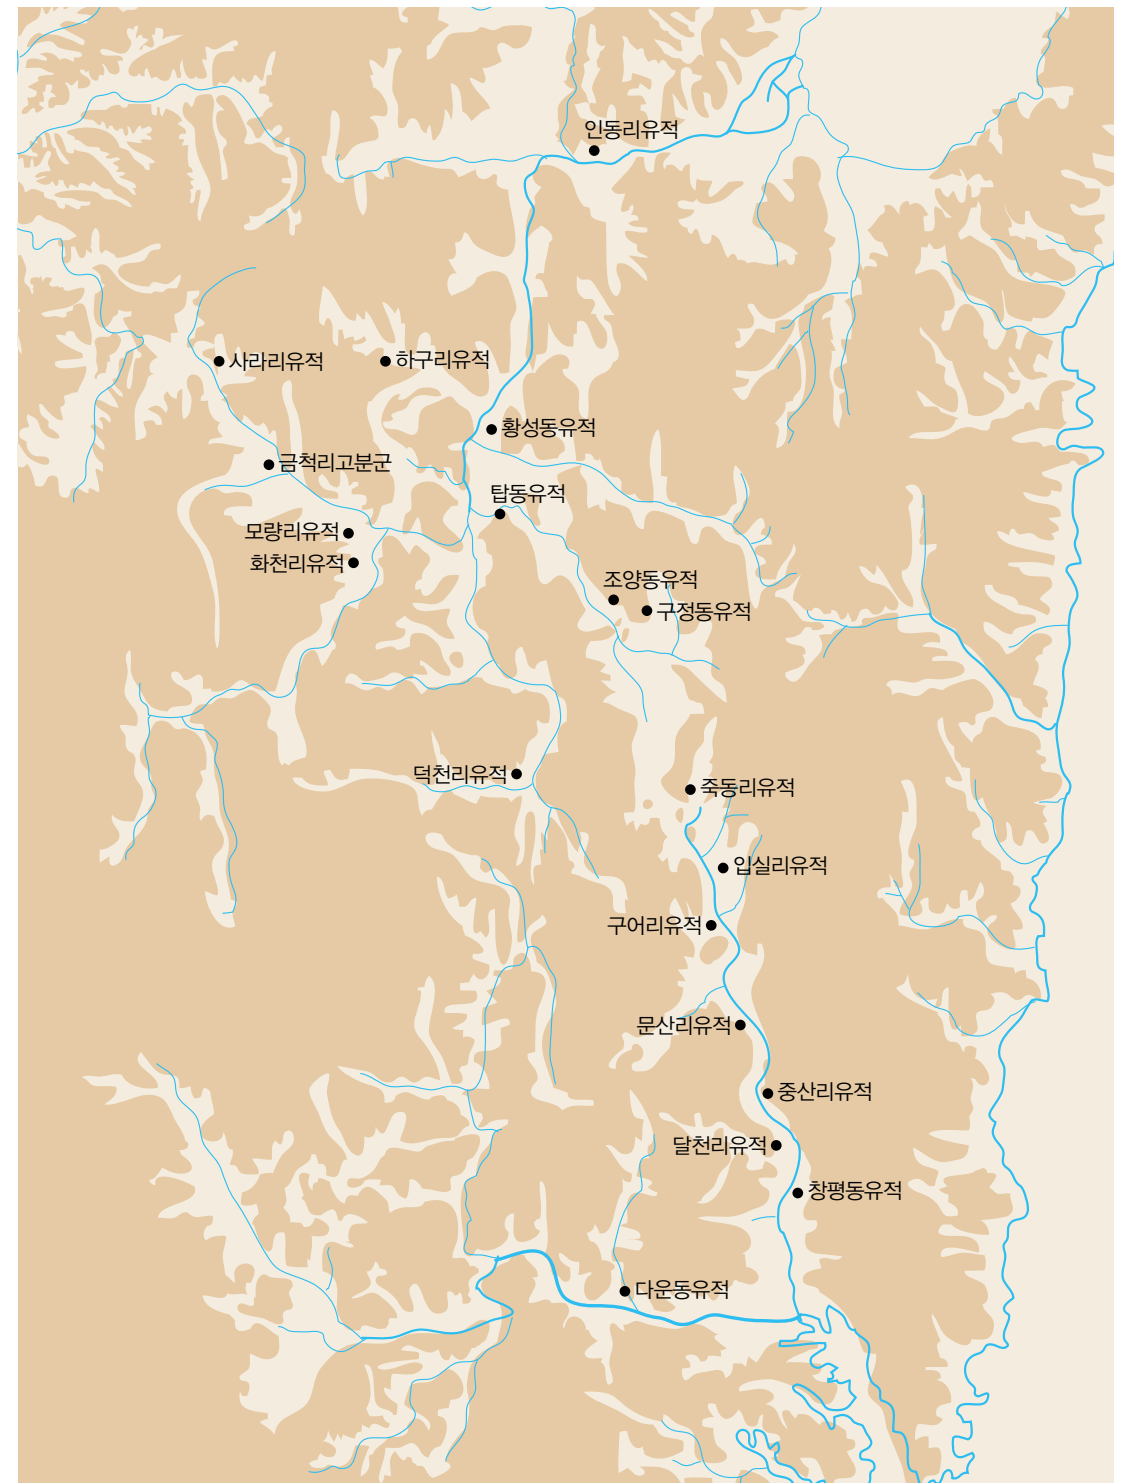 인동리유적
사라리유적
하구리유적
황성동유적
금척리고분군
탑동유적
모량리유적
화천리유적
조양동유적
구정동유적
덕천리유적
죽동리유적
입실리유적
구어리유적
문산리유적
중산리유적
달천리유적
창평동유적
다운동유적